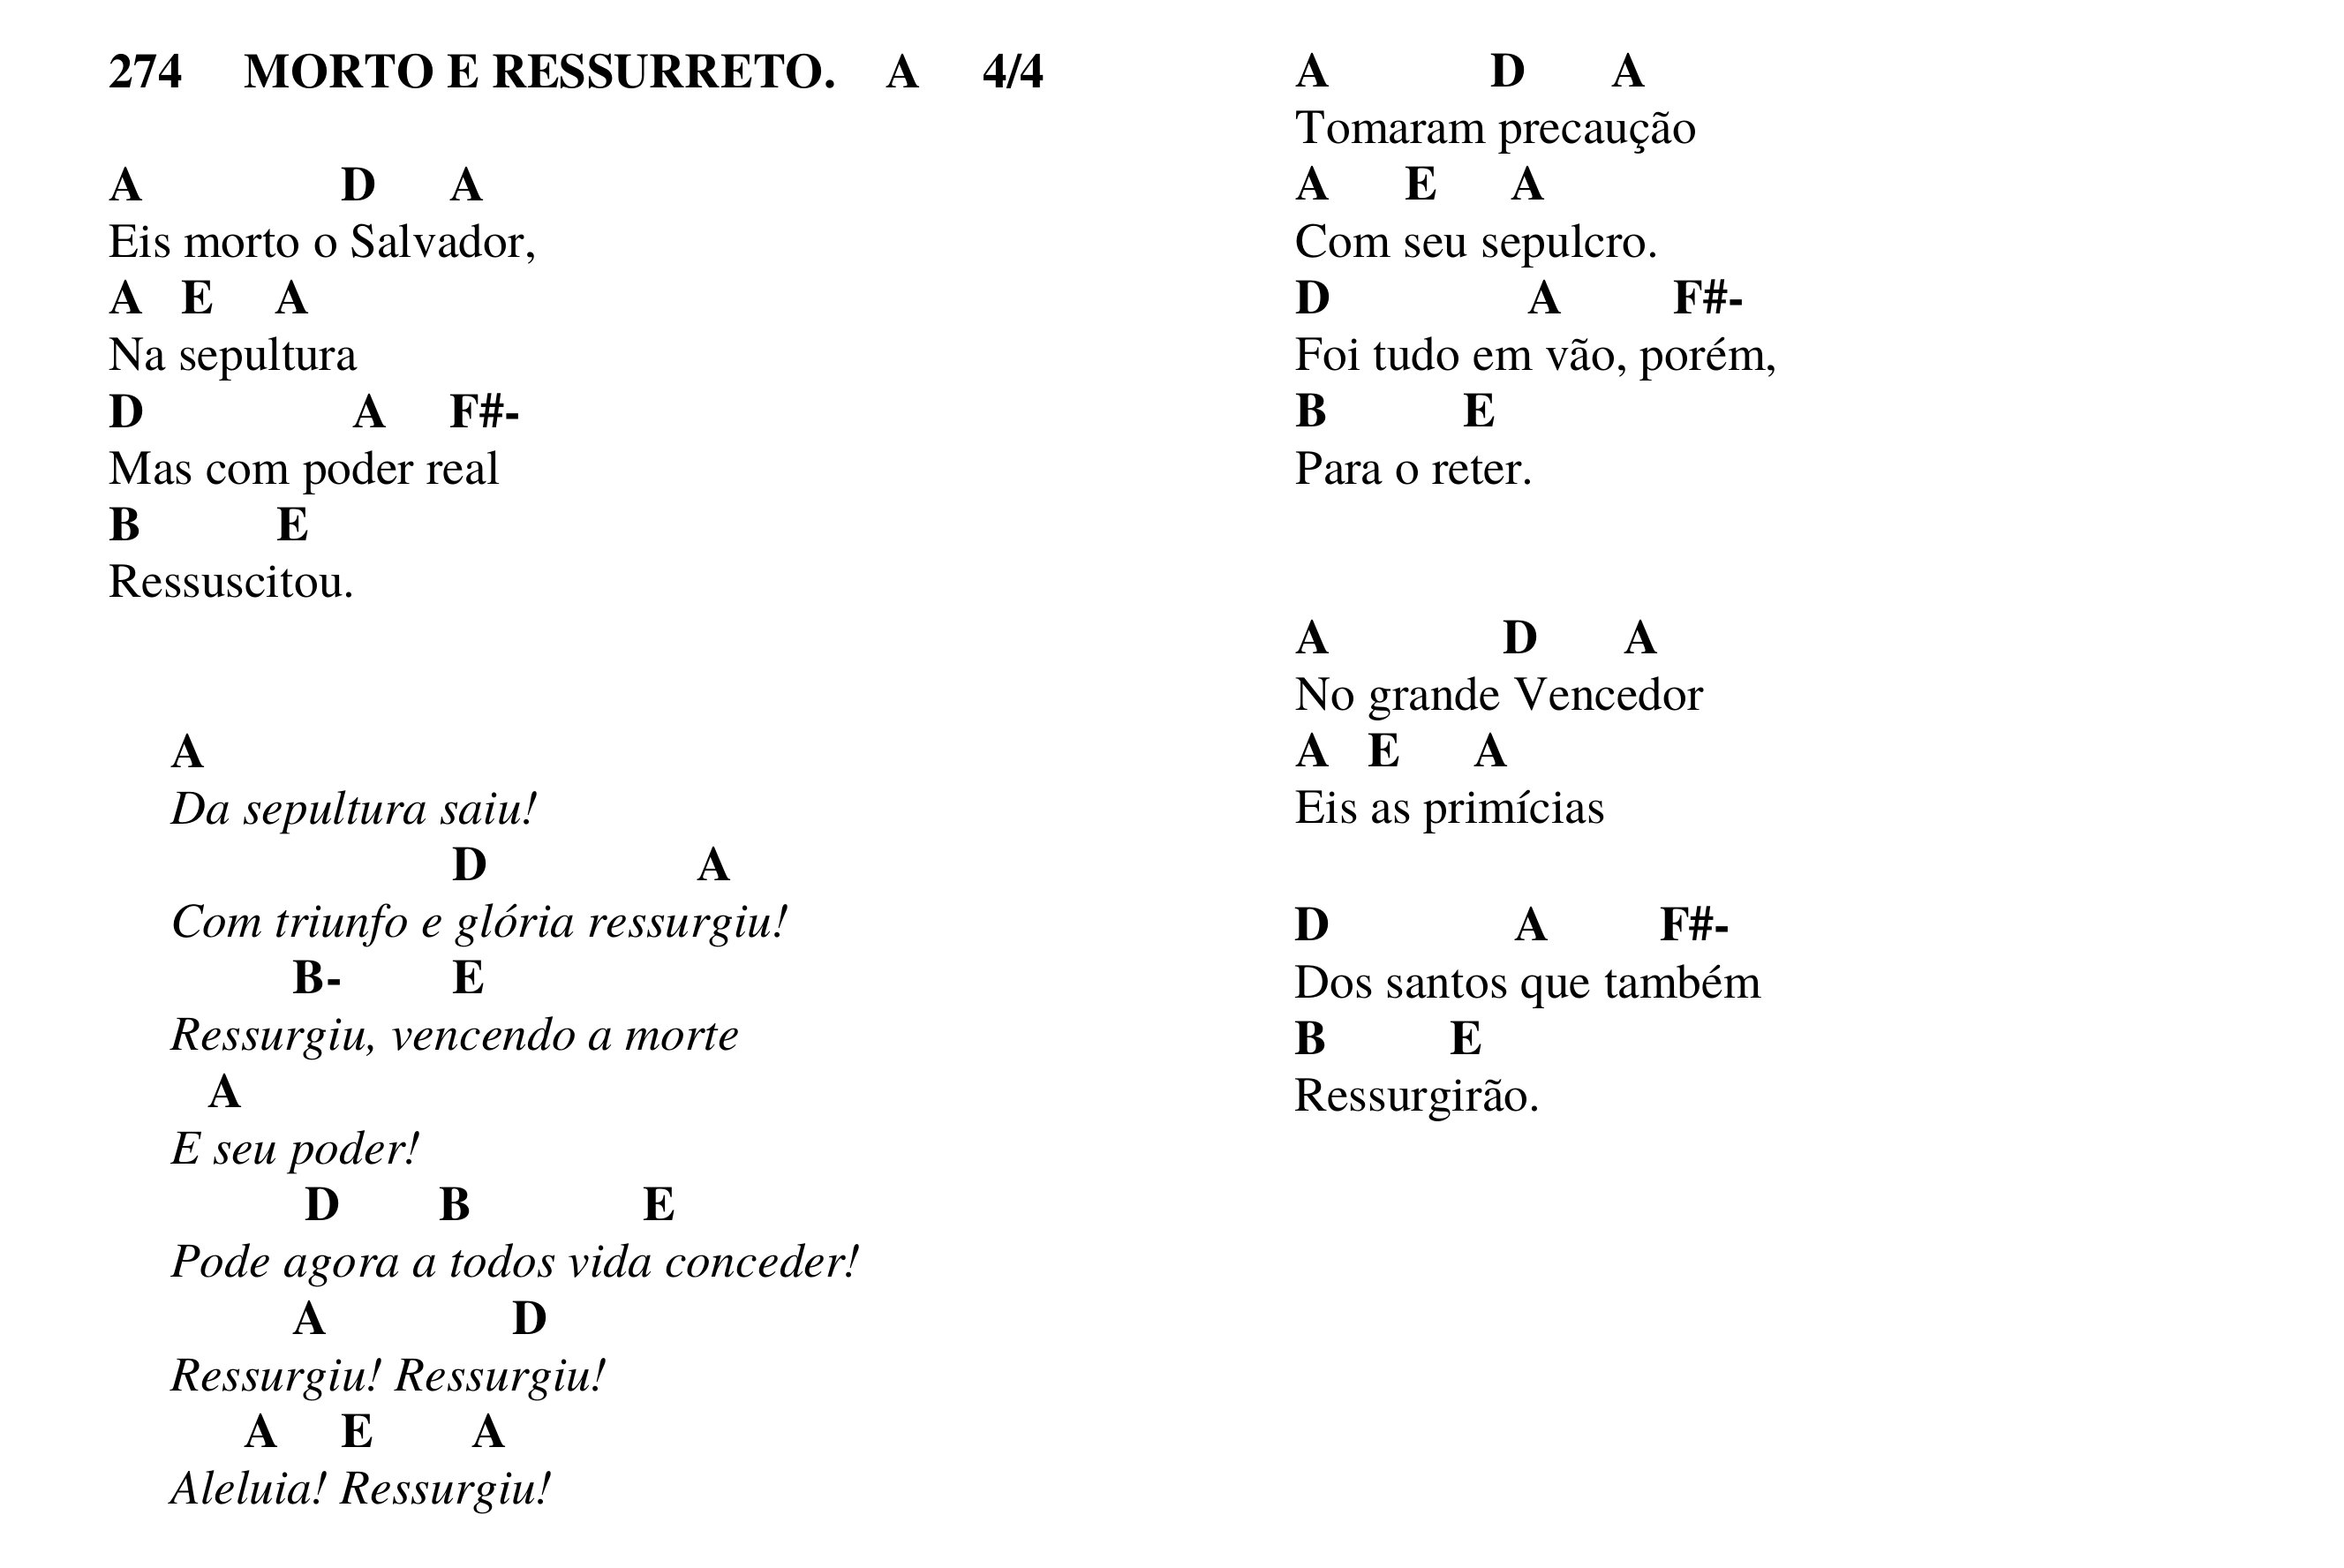 274 MORTO E RESSURRETO. A 4/4
A D A
Eis morto o Salvador,
A E A
Na sepultura
D A F#-
Mas com poder real
B E
Ressuscitou.
A
Da sepultura saiu!
D A
Com triunfo e glória ressurgiu!
B- E
Ressurgiu, vencendo a morte
A
E seu poder!
D B E
Pode agora a todos vida conceder!
A D
Ressurgiu! Ressurgiu!
A E A
Aleluia! Ressurgiu!
A D A
Tomaram precaução
A E A
Com seu sepulcro.
D A F#-
Foi tudo em vão, porém,
B E
Para o reter.
A D A
No grande Vencedor
A E A
Eis as primícias
D A F#-
Dos santos que também
B E
Ressurgirão.